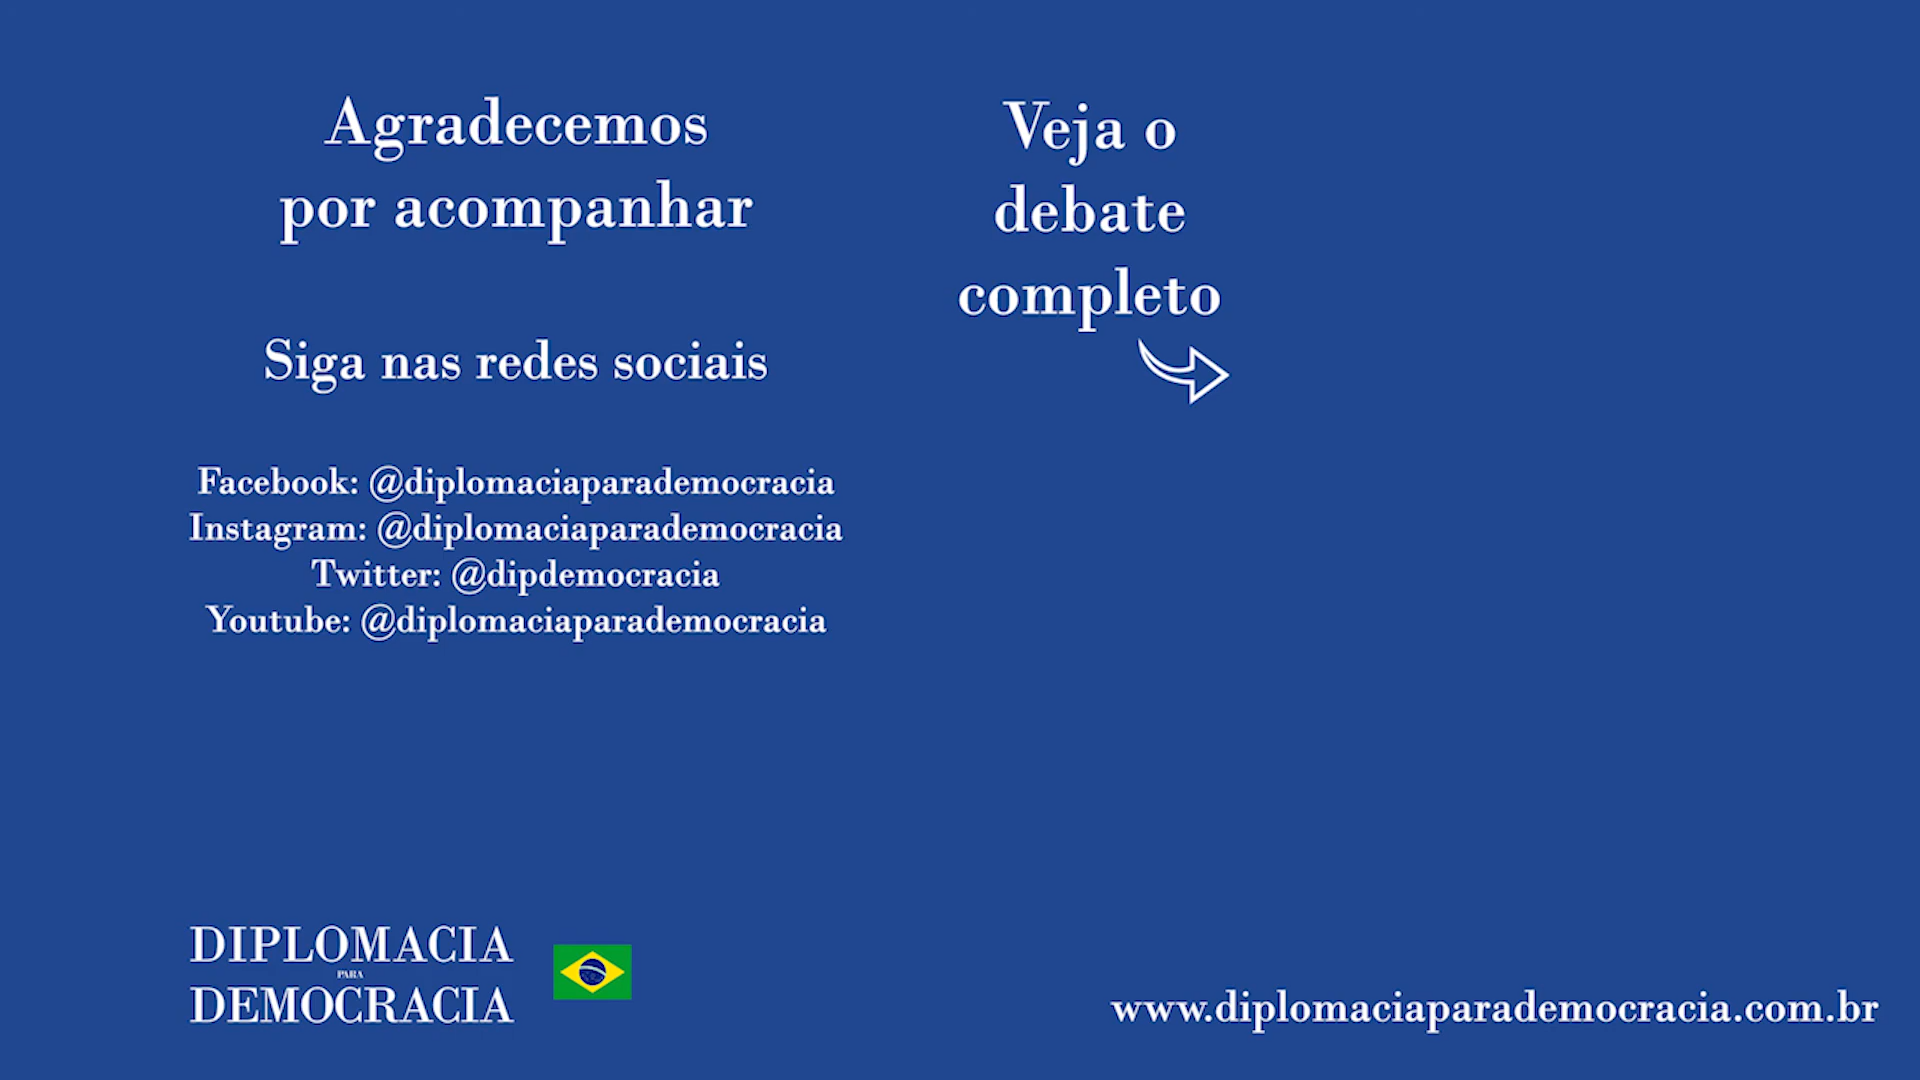 Agradecemos
por acompanhar
Siga nas redes sociais
Facebook: @diplomaciaparademocracia
Instagram: @diplomaciaparademocracia
Twitter: @dipdemocracia
Youtube: @diplomaciaparademocracia
Veja o
debate
completo
DIPLOMACIA
PARA
DEMOCRACIA
www.diplomaciaparademocracia.com.br